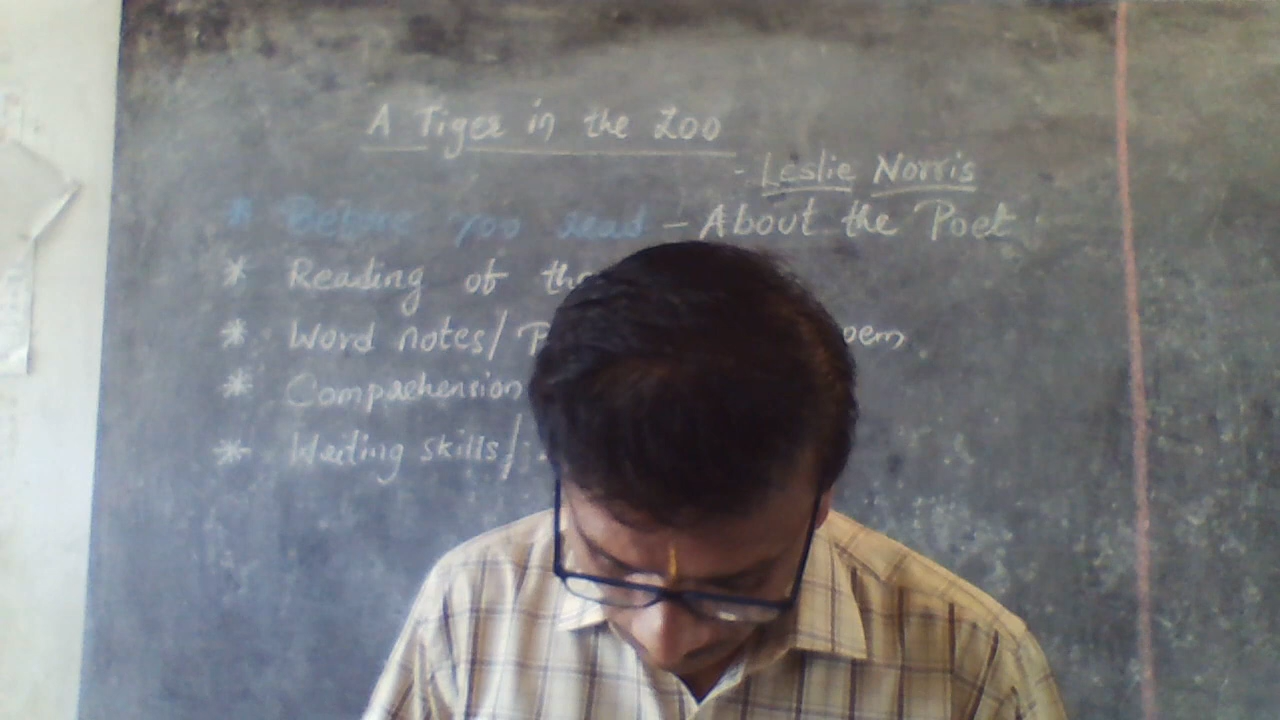 A Tiger in the Zoo
- Leslie Norris
* Before you read - About the Poet
* Reading of the
* Word notes/ P oem
* Comprehension
* Writing skills/